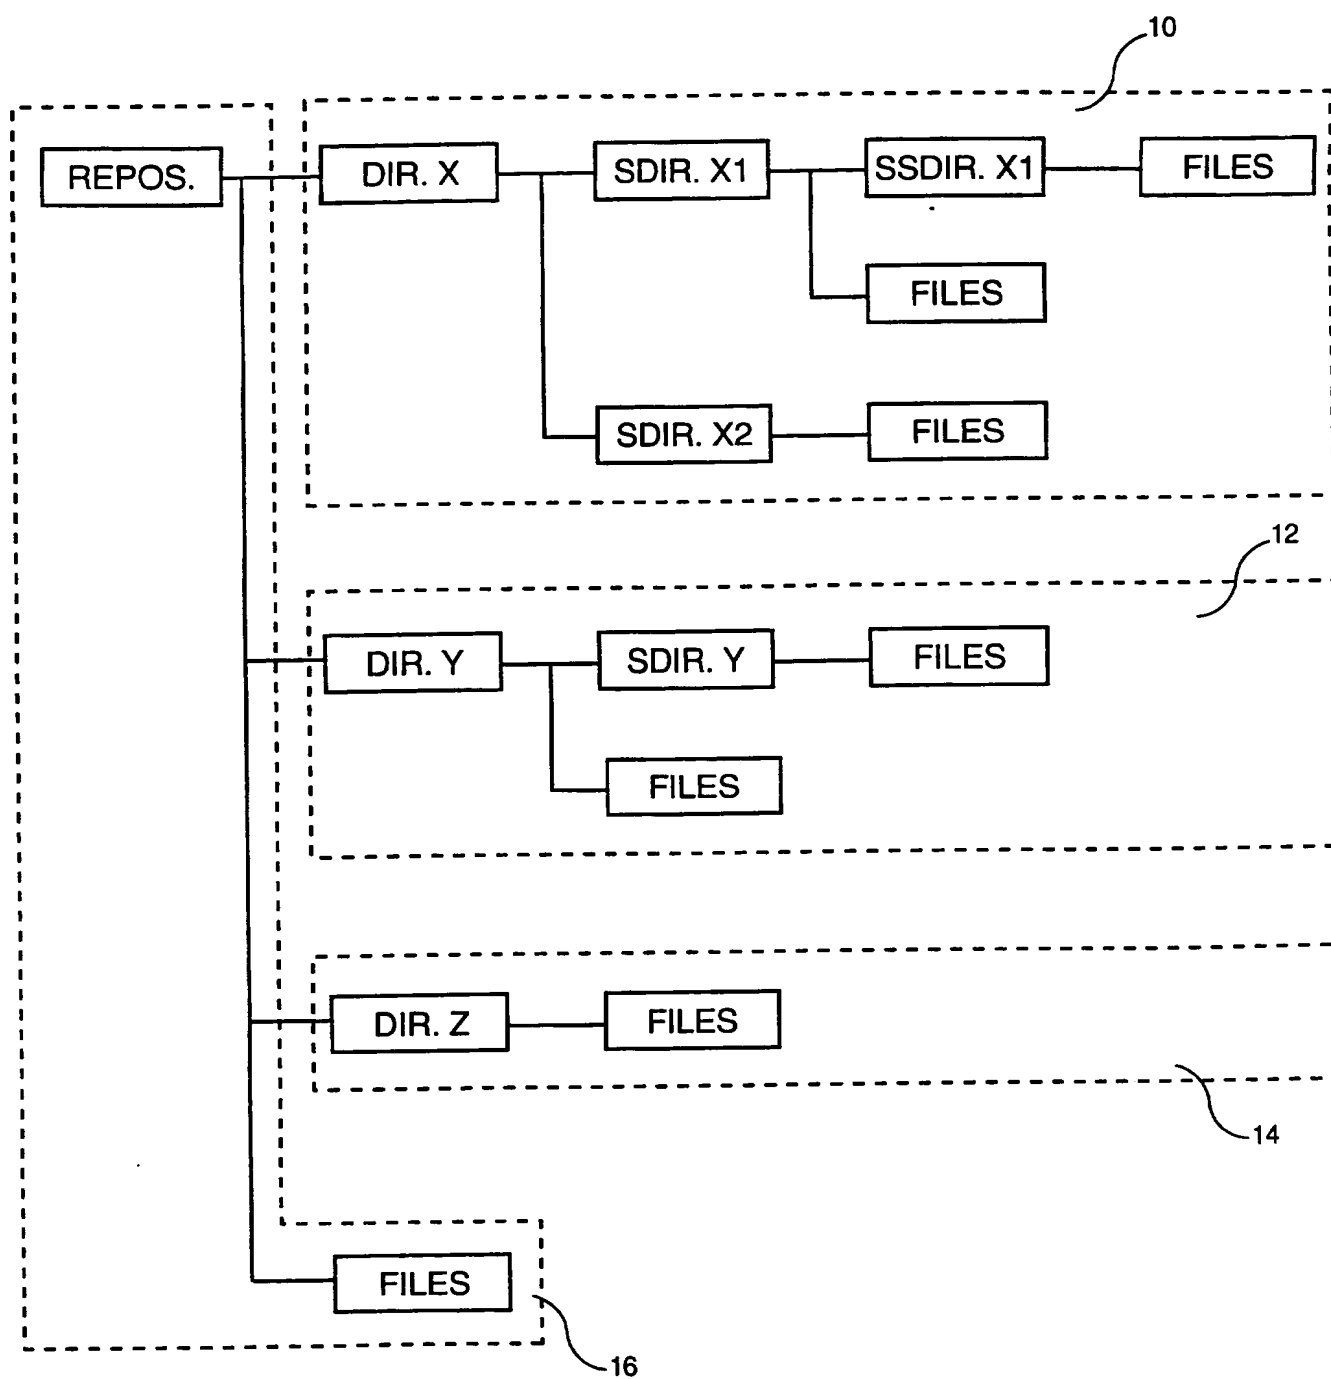 10
REPOS.
DIR. X
SDIR. X1
SSDIR. X1
FILES
FILES
SDIR. X2
FILES
12
DIR. Y
SDIR. Y
FILES
FILES
DIR. Z
FILES
14
FILES
16